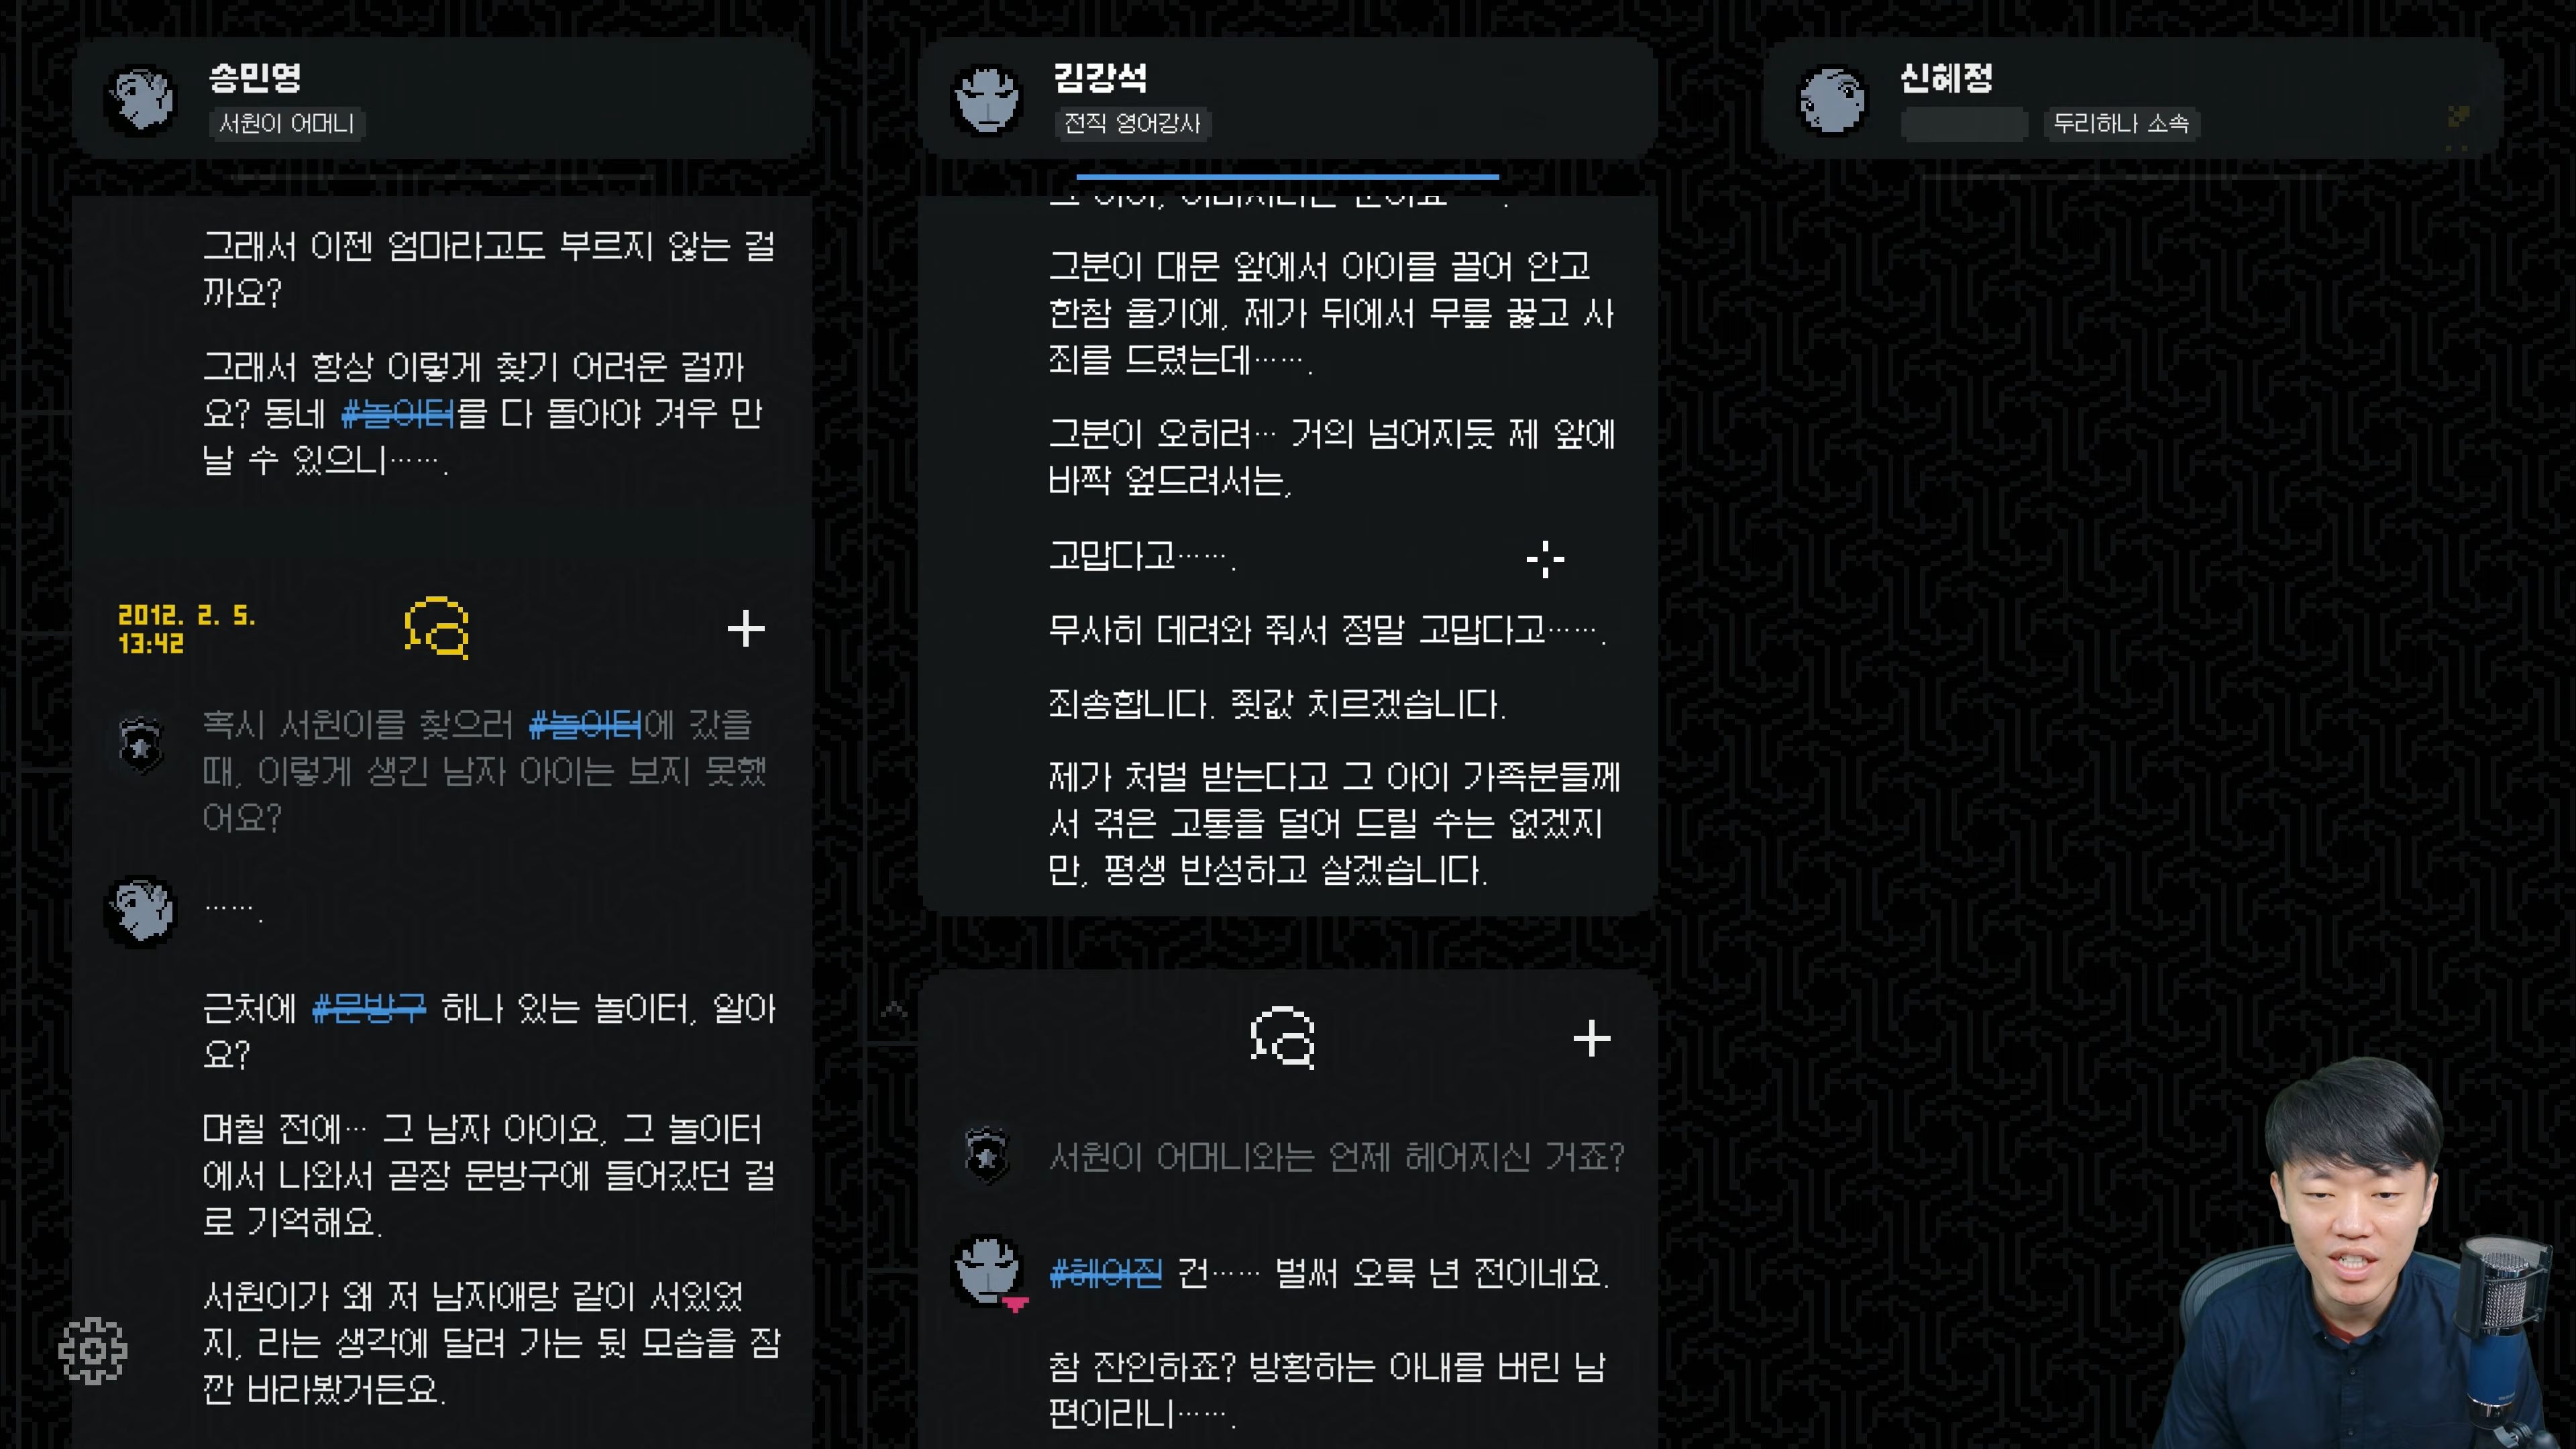 송민영
서원이 어머니
그래서 이젠 엄마라고도 부르지 않는 걸
까요?
그래서 항상 이렇게 찾기 어려운 걸까
요? 동네 #놀이터를 다 돌아야 겨우 만
날 수 있으니…….
2012. 2. 5.
13:42
혹시 서원이를 찾으러 #놀이터에 갔을
때, 이렇게 생긴 남자 아이는 보지 못했
어요?
…….
근처에 #문방구 하나 있는 놀이터, 알아
요?
며칠 전에… 그 남자 아이요, 그 놀이터
에서 나와서 곧장 문방구에 들어갔던 걸
로 기억해요.
서원이가 왜 저 남자애랑 같이 서있었
지, 라는 생각에 달려 가는 뒷 모습을 잠
깐 바라봤거든요.
김강석
전직 영어강사
그분이 대문 앞에서 아이를 끌어 안고
한참 울기에, 제가 뒤에서 무릎 꿇고 사
죄를 드렸는데…….
그분이 오히려… 거의 넘어지듯 제 앞에
바짝 엎드려서는,
고맙다고…….
무사히 데려와 줘서 정말 고맙다고…….
죄송합니다. 죗값 치르겠습니다.
제가 처벌 받는다고 그 아이 가족분들께
서 겪은 고통을 덜어 드릴 수는 없겠지
만, 평생 반성하고 살겠습니다.
서원이 어머니와는 언제 헤어지신 거죠?
#헤어진 건…… 벌써 오륙 년 전이네요.
참 잔인하죠? 방황하는 아내를 버린 남
편이라니…….
신혜정
두리하나 소속